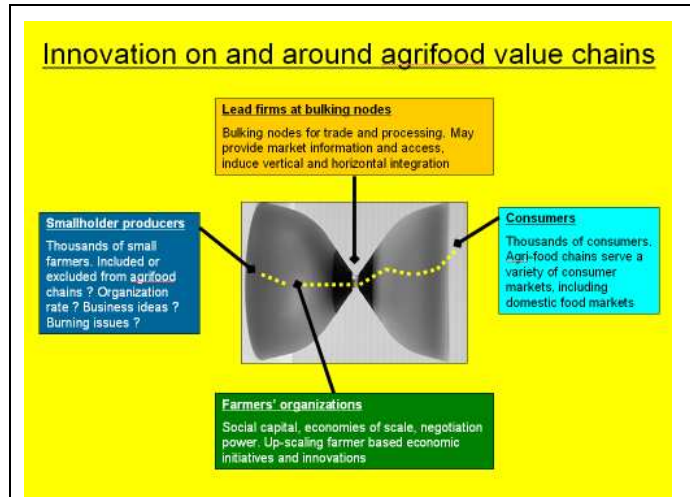 Innovation on and around agrifood value chains
Lead firms at bulking nodes
Bulking nodes for trade and processing. May
provide market information and access,
induce vertical and horizontal integration
Smallholder producers
Thousands of small
farmers. Included or
excluded from agrifood
chains ? Organization
rate ? Business ideas ?
Burning issues ?
Consumers
Thousands of consumers.
Agri-food chains serve a
variety of consumer
markets, including
domestic food markets
Farmers' organizations
Social capital, economies of scale, negotiation
power. Up-scaling farmer based economic
initiatives and innovations